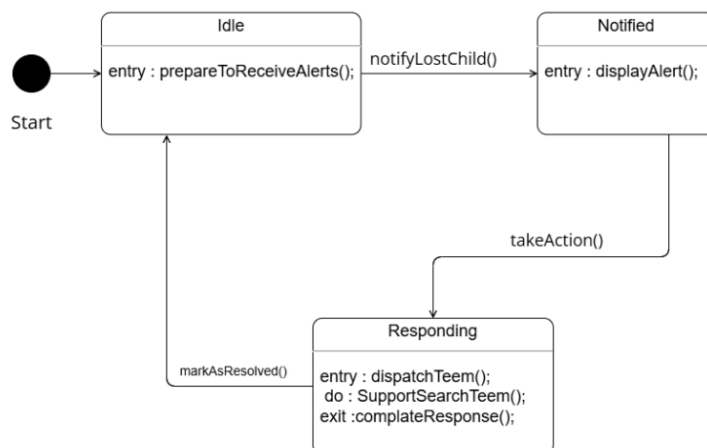 Idle
Notified
entry : prepareToReceiveAlerts();
notifyLostChild()
entry : displayAlert();
Start
takeAction()
Responding
markAsResolved()
entry : dispatchTeem();
do : SupportSearchTeem();
exit :complateResponse();